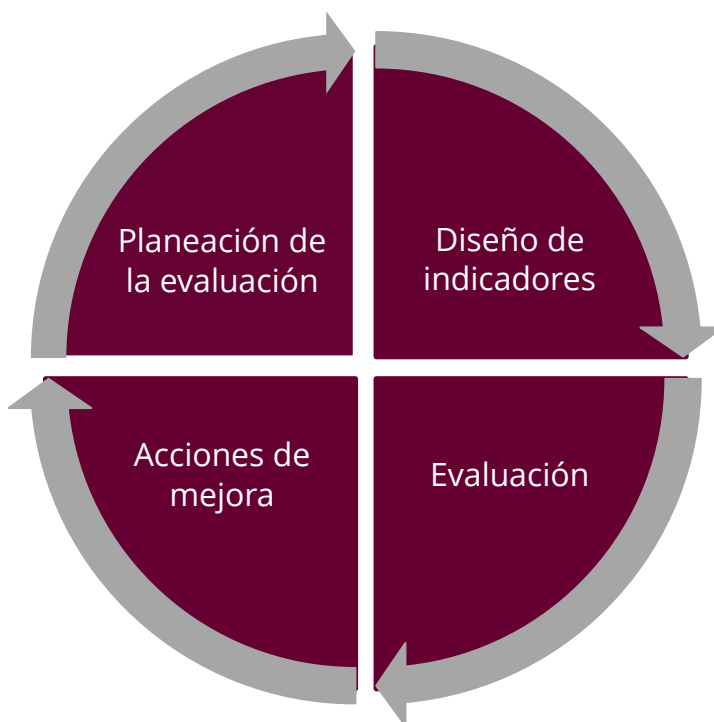 Planeación de
la evaluación
Diseño de
indicadores
Acciones de
mejora
Evaluación